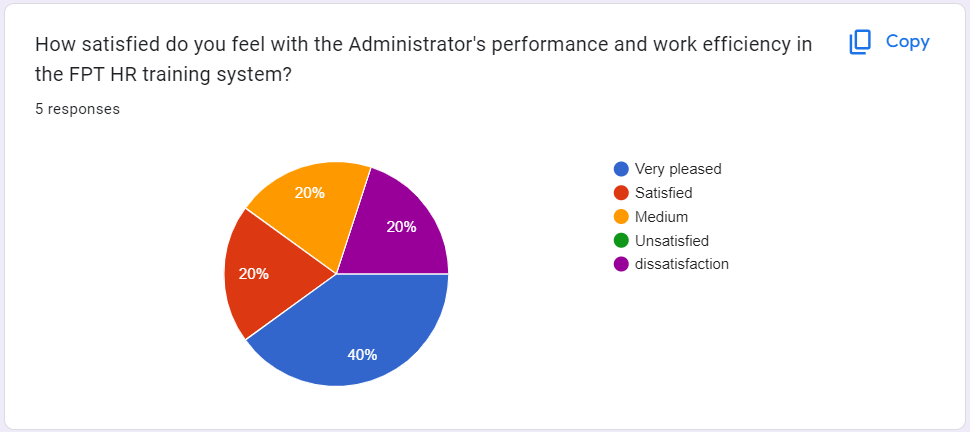 How satisfied do you feel with the Administrator's performance and work efficiency in
the FPT HR training system?
Copy
5 responses
20%
20%
20%
40%
Very pleased
Satisfied
Medium
Unsatisfied
dissatisfaction